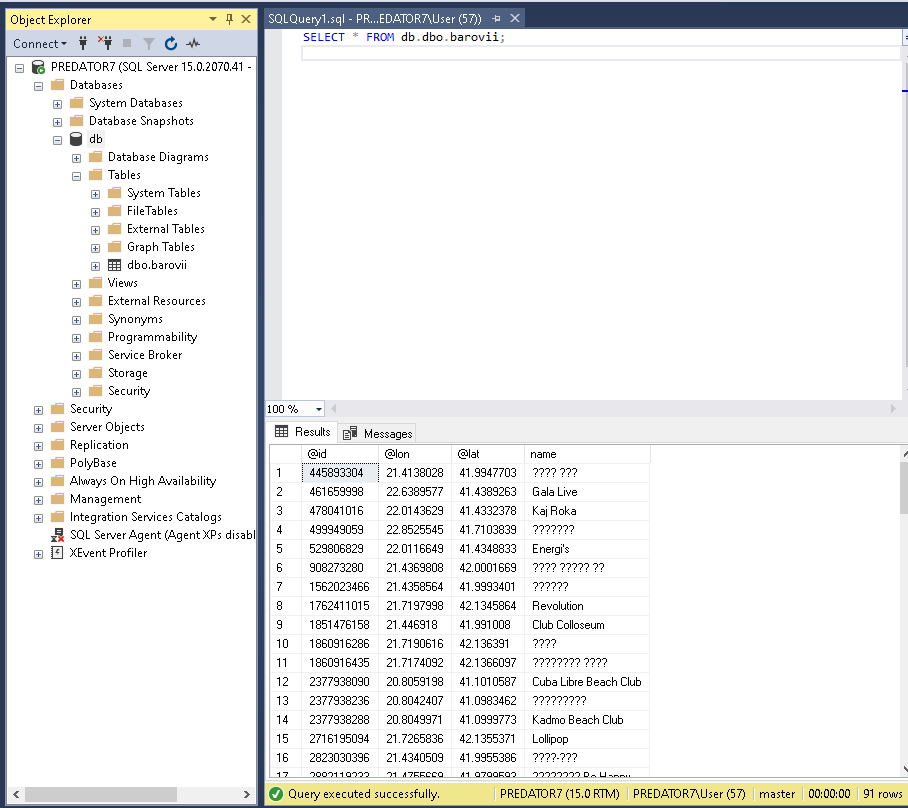 Object Explorer
Connect
PREDATOR7 (SQL Server 15.0.2070.41 -
Databases
System Databases
Database Snapshots
db
Database Diagrams
Tables
System Tables
FileTables
External Tables
Graph Tables
dbo.barovii
Views
External Resources
Synonyms
Programmability
Service Broker
Storage
Security
Security
Server Objects
Replication
PolyBase
Always On High Availability
Management
Integration Services Catalogs
SQL Server Agent (Agent XPs disabl
XEvent Profiler
SQLQuery1.sql - PR...EDATOR7\User (57))
SELECT * FROM db.dbo.barovii;
100 %
Results Messages
@id @lon @lat name
1 445893304 21.4138028 41.9947703 ???? ???
2 461659998 22.6389577 41.4389263 Gala Live
3 478041016 22.0143629 41.4332378 Kaj Roka
4 499949059 22.8525545 41.7103839 ???????
5 529806829 22.0116649 41.4348833 Energi's
6 908273280 21.4369808 42.0001669 ???? ????? ??
7 1562023466 21.4358564 41.9993401 ??????
8 1762411015 21.7197998 42.1345864 Revolution
9 1851476158 21.446918 41.991008 Club Colloseum
10 1860916286 21.7190616 42.136391 ????
11 1860916435 21.7174092 42.1366097 ???????? ????
12 2377938090 20.8059198 41.1010587 Cuba Libre Beach Club
13 2377938236 20.8042407 41.0983462 ?????????
14 2377938288 20.8049971 41.0999773 Kadmo Beach Club
15 2716195094 21.7265836 42.1355371 Lollipop
16 2823030396 21.4340509 41.9955386 ????-???
17 2882119233 21.4755669 41.9799593 ???????? Be Happy
Query executed successfully. PREDATOR7 (15.0 RTM) PREDATOR7\User (57) master 00:00:00 91 rows